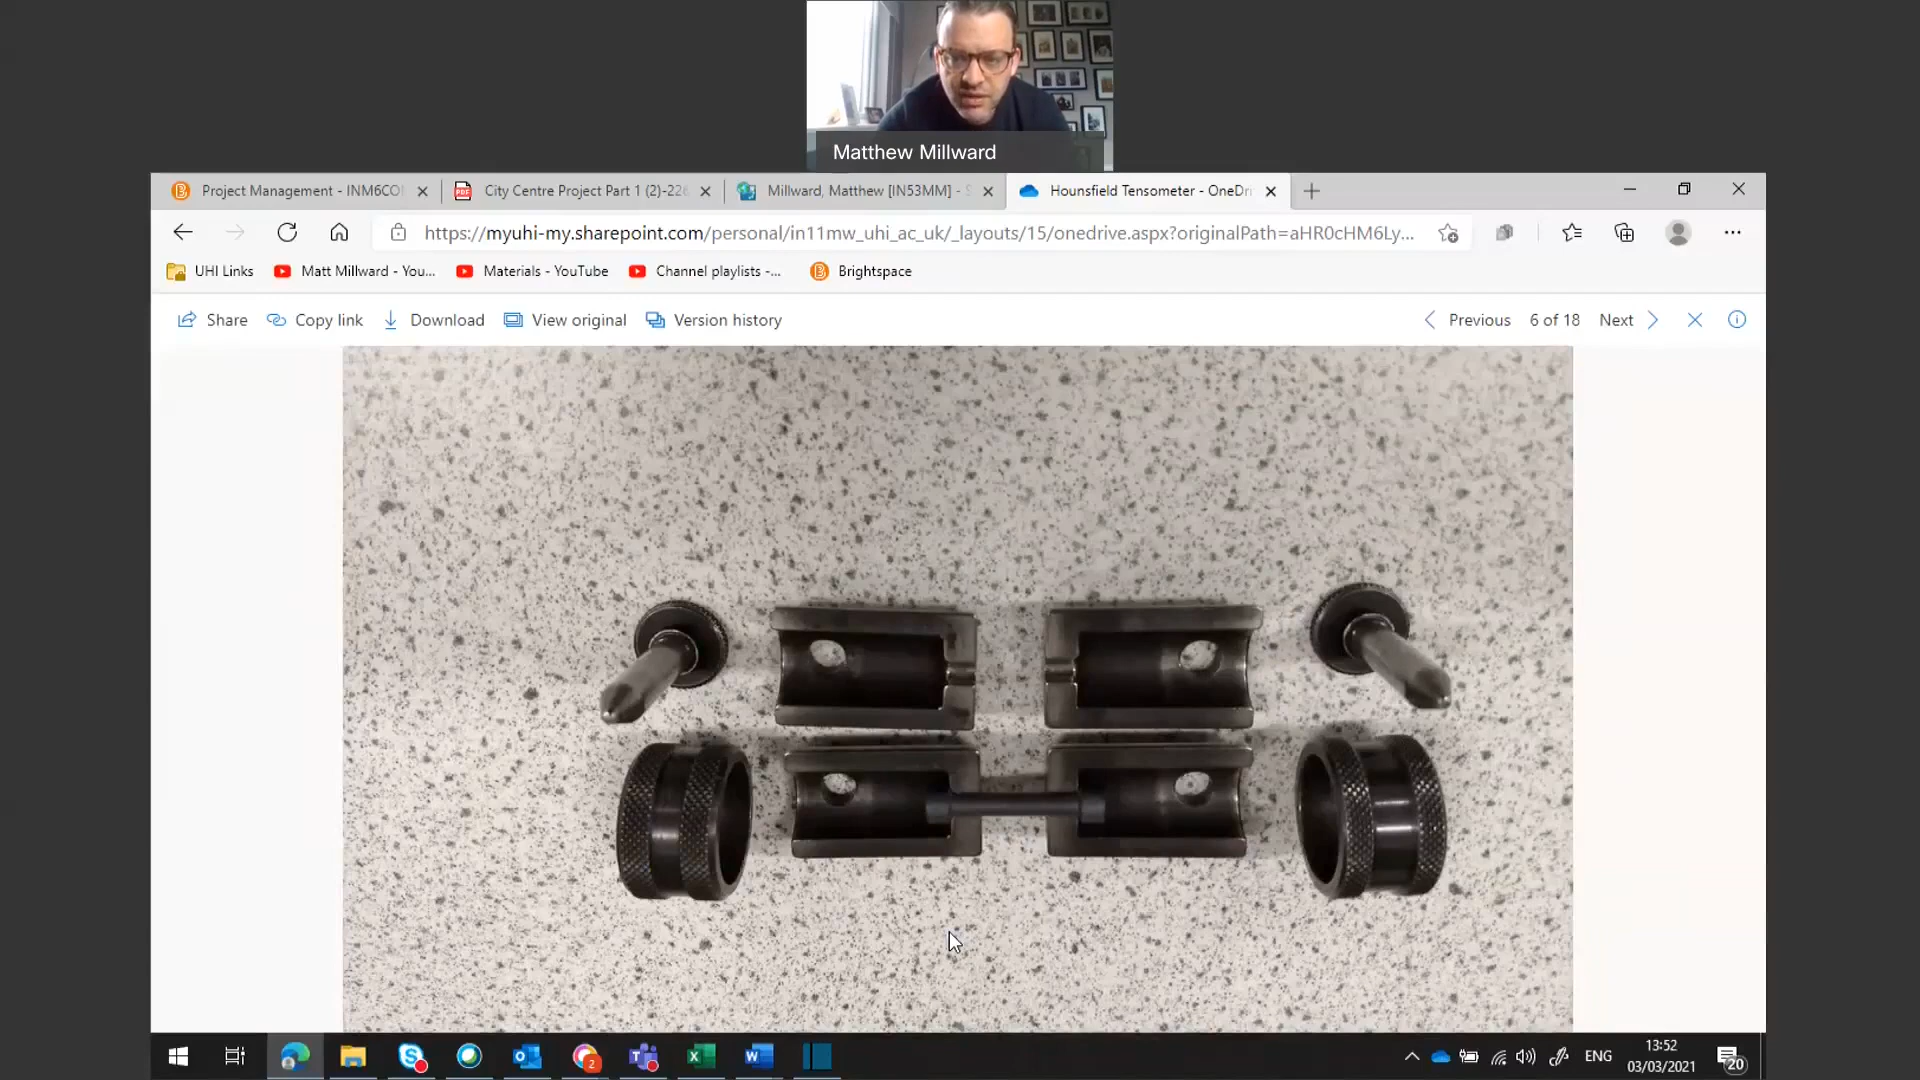 Matthew Millward
Project Management - INM6CO
City Centre Project Part 1 (2)-226
Millward, Matthew [IN53MM] - S
Hounsfield Tensometer - OneDri
https://myuhi-my.sharepoint.com/personal/in11mw_uhi_ac_uk/_layouts/15/onedrive.aspx?originalPath=aHR0cHM6Ly...
UHI Links
Matt Millward - You...
Materials - YouTube
Channel playlists -...
Brightspace
Share
Copy link
Download
View original
Version history
Previous
6 of 18
Next
2
ENG
13:52
03/03/2021
20